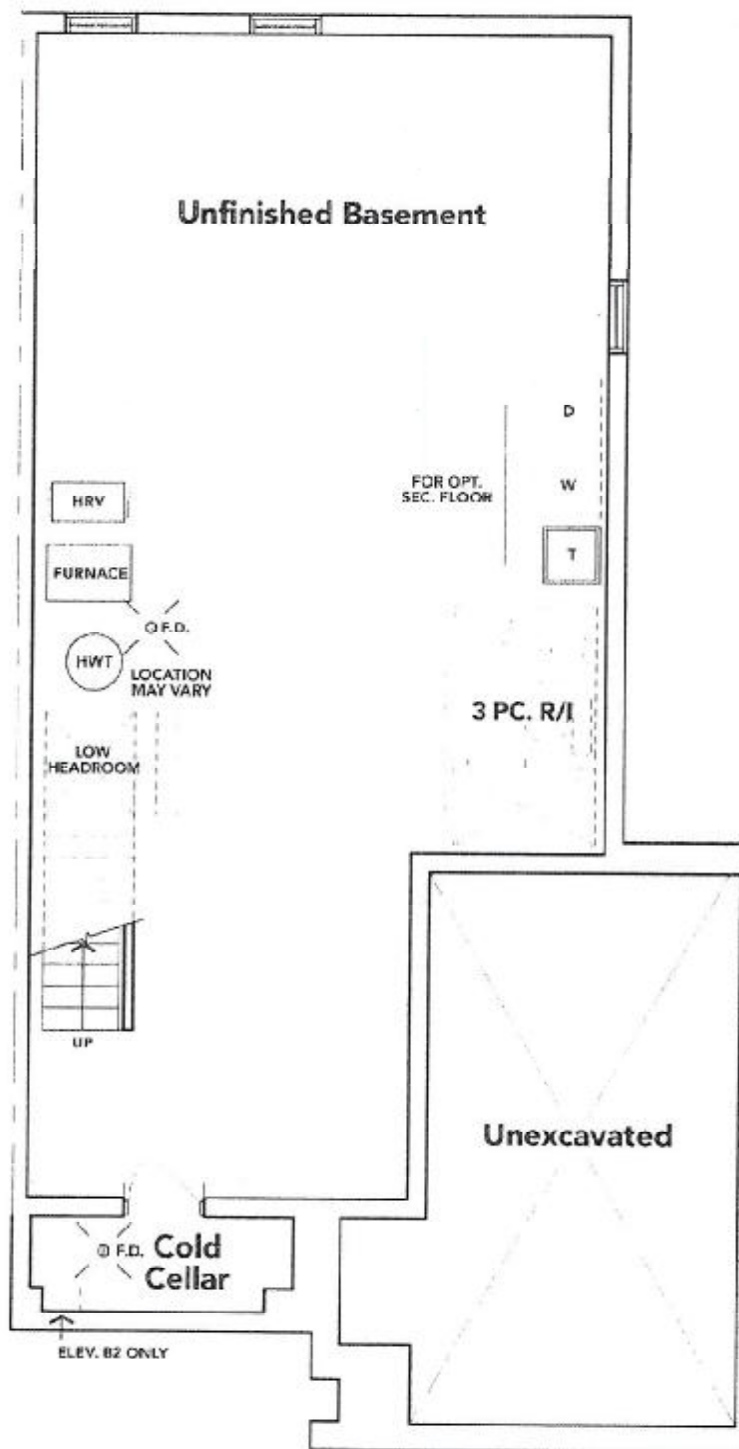 Unfinished Basement
D
FOR OPT.
SEC. FLOOR
W
HRV
T
FURNACE
F.D.
HWT
LOCATION
MAY VARY
3 PC. R/I
LOW
HEADROOM
UP
Unexcavated
F.D.
Cold
Cellar
ELEV. B2 ONLY